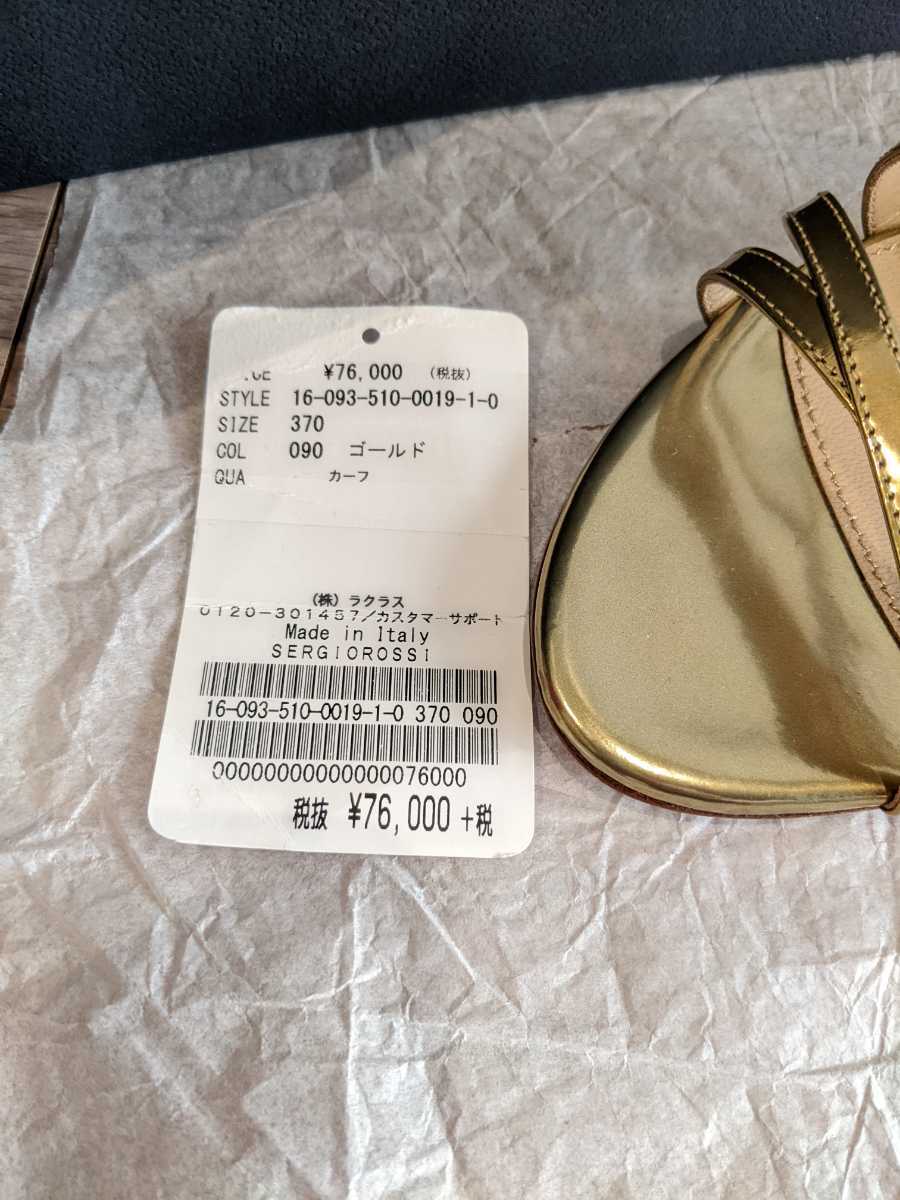 ¥76,000 (税抜)
STYLE 16-093-510-0019-1-0
SIZE 370
COL 090 ゴールド
QUA カーフ
(株) ラクラス
0120-301457/カスタマーサポート
Made in Italy
SERGIOROSSI
16-093-510-0019-1-0 370 090
0000000000000000076000
税抜 ¥76,000 +税